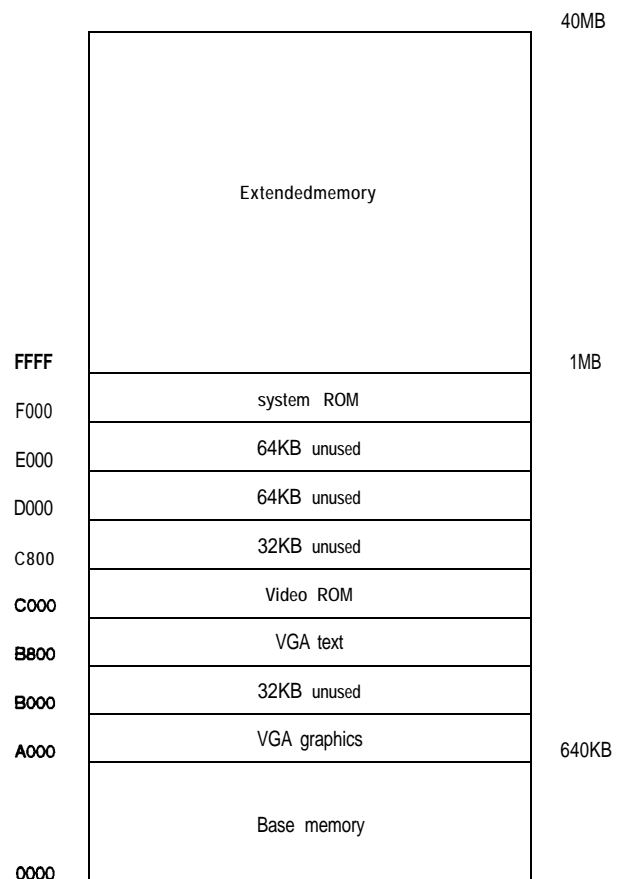 40MB
Extendedmemory
FFFF
1MB
system ROM
F000
64KB unused
E000
64KB unused
D000
32KB unused
C800
Video ROM
C000
VGA text
B800
32KB unused
B000
VGA graphics
A000
640KB
Base memory
0000